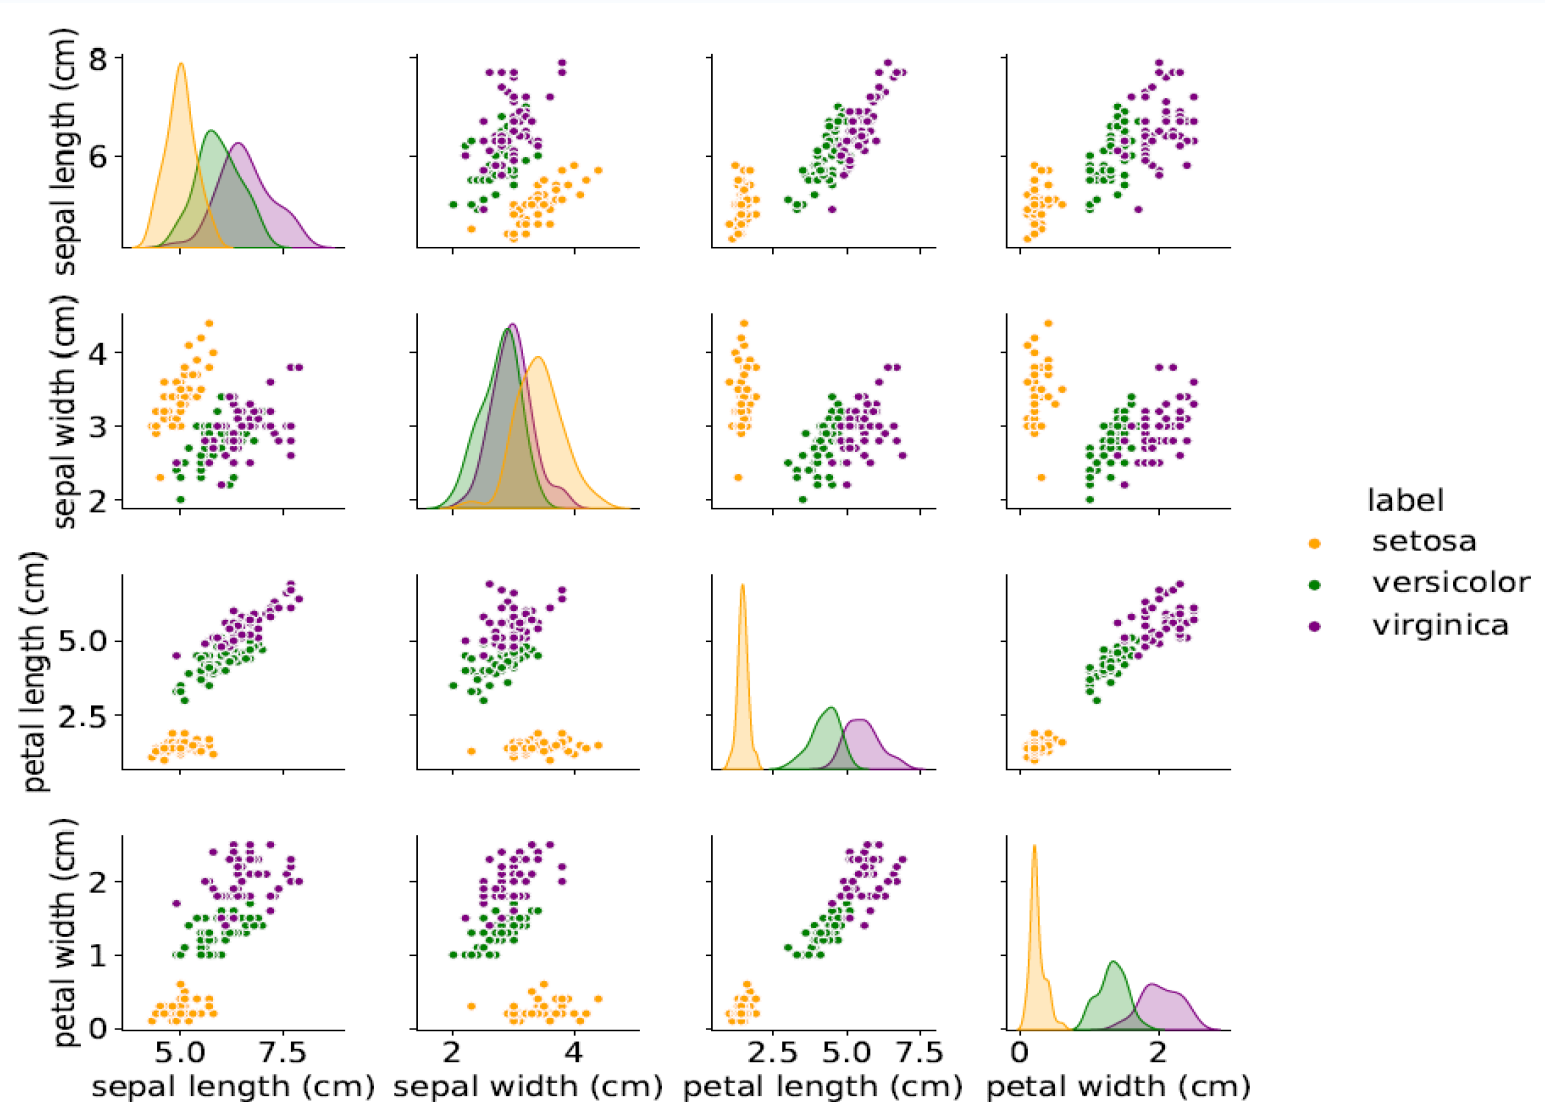 sepal length (cm)
8
6
sepal width (cm)
4
3
2
label
setosa
versicolor
virginica
petal length (cm)
5.0
2.5
petal width (cm)
2
1
0
5.0 7.5 2 4 2.5 5.0 7.5 0 2
sepal length (cm) sepal width (cm) petal length (cm) petal width (cm)